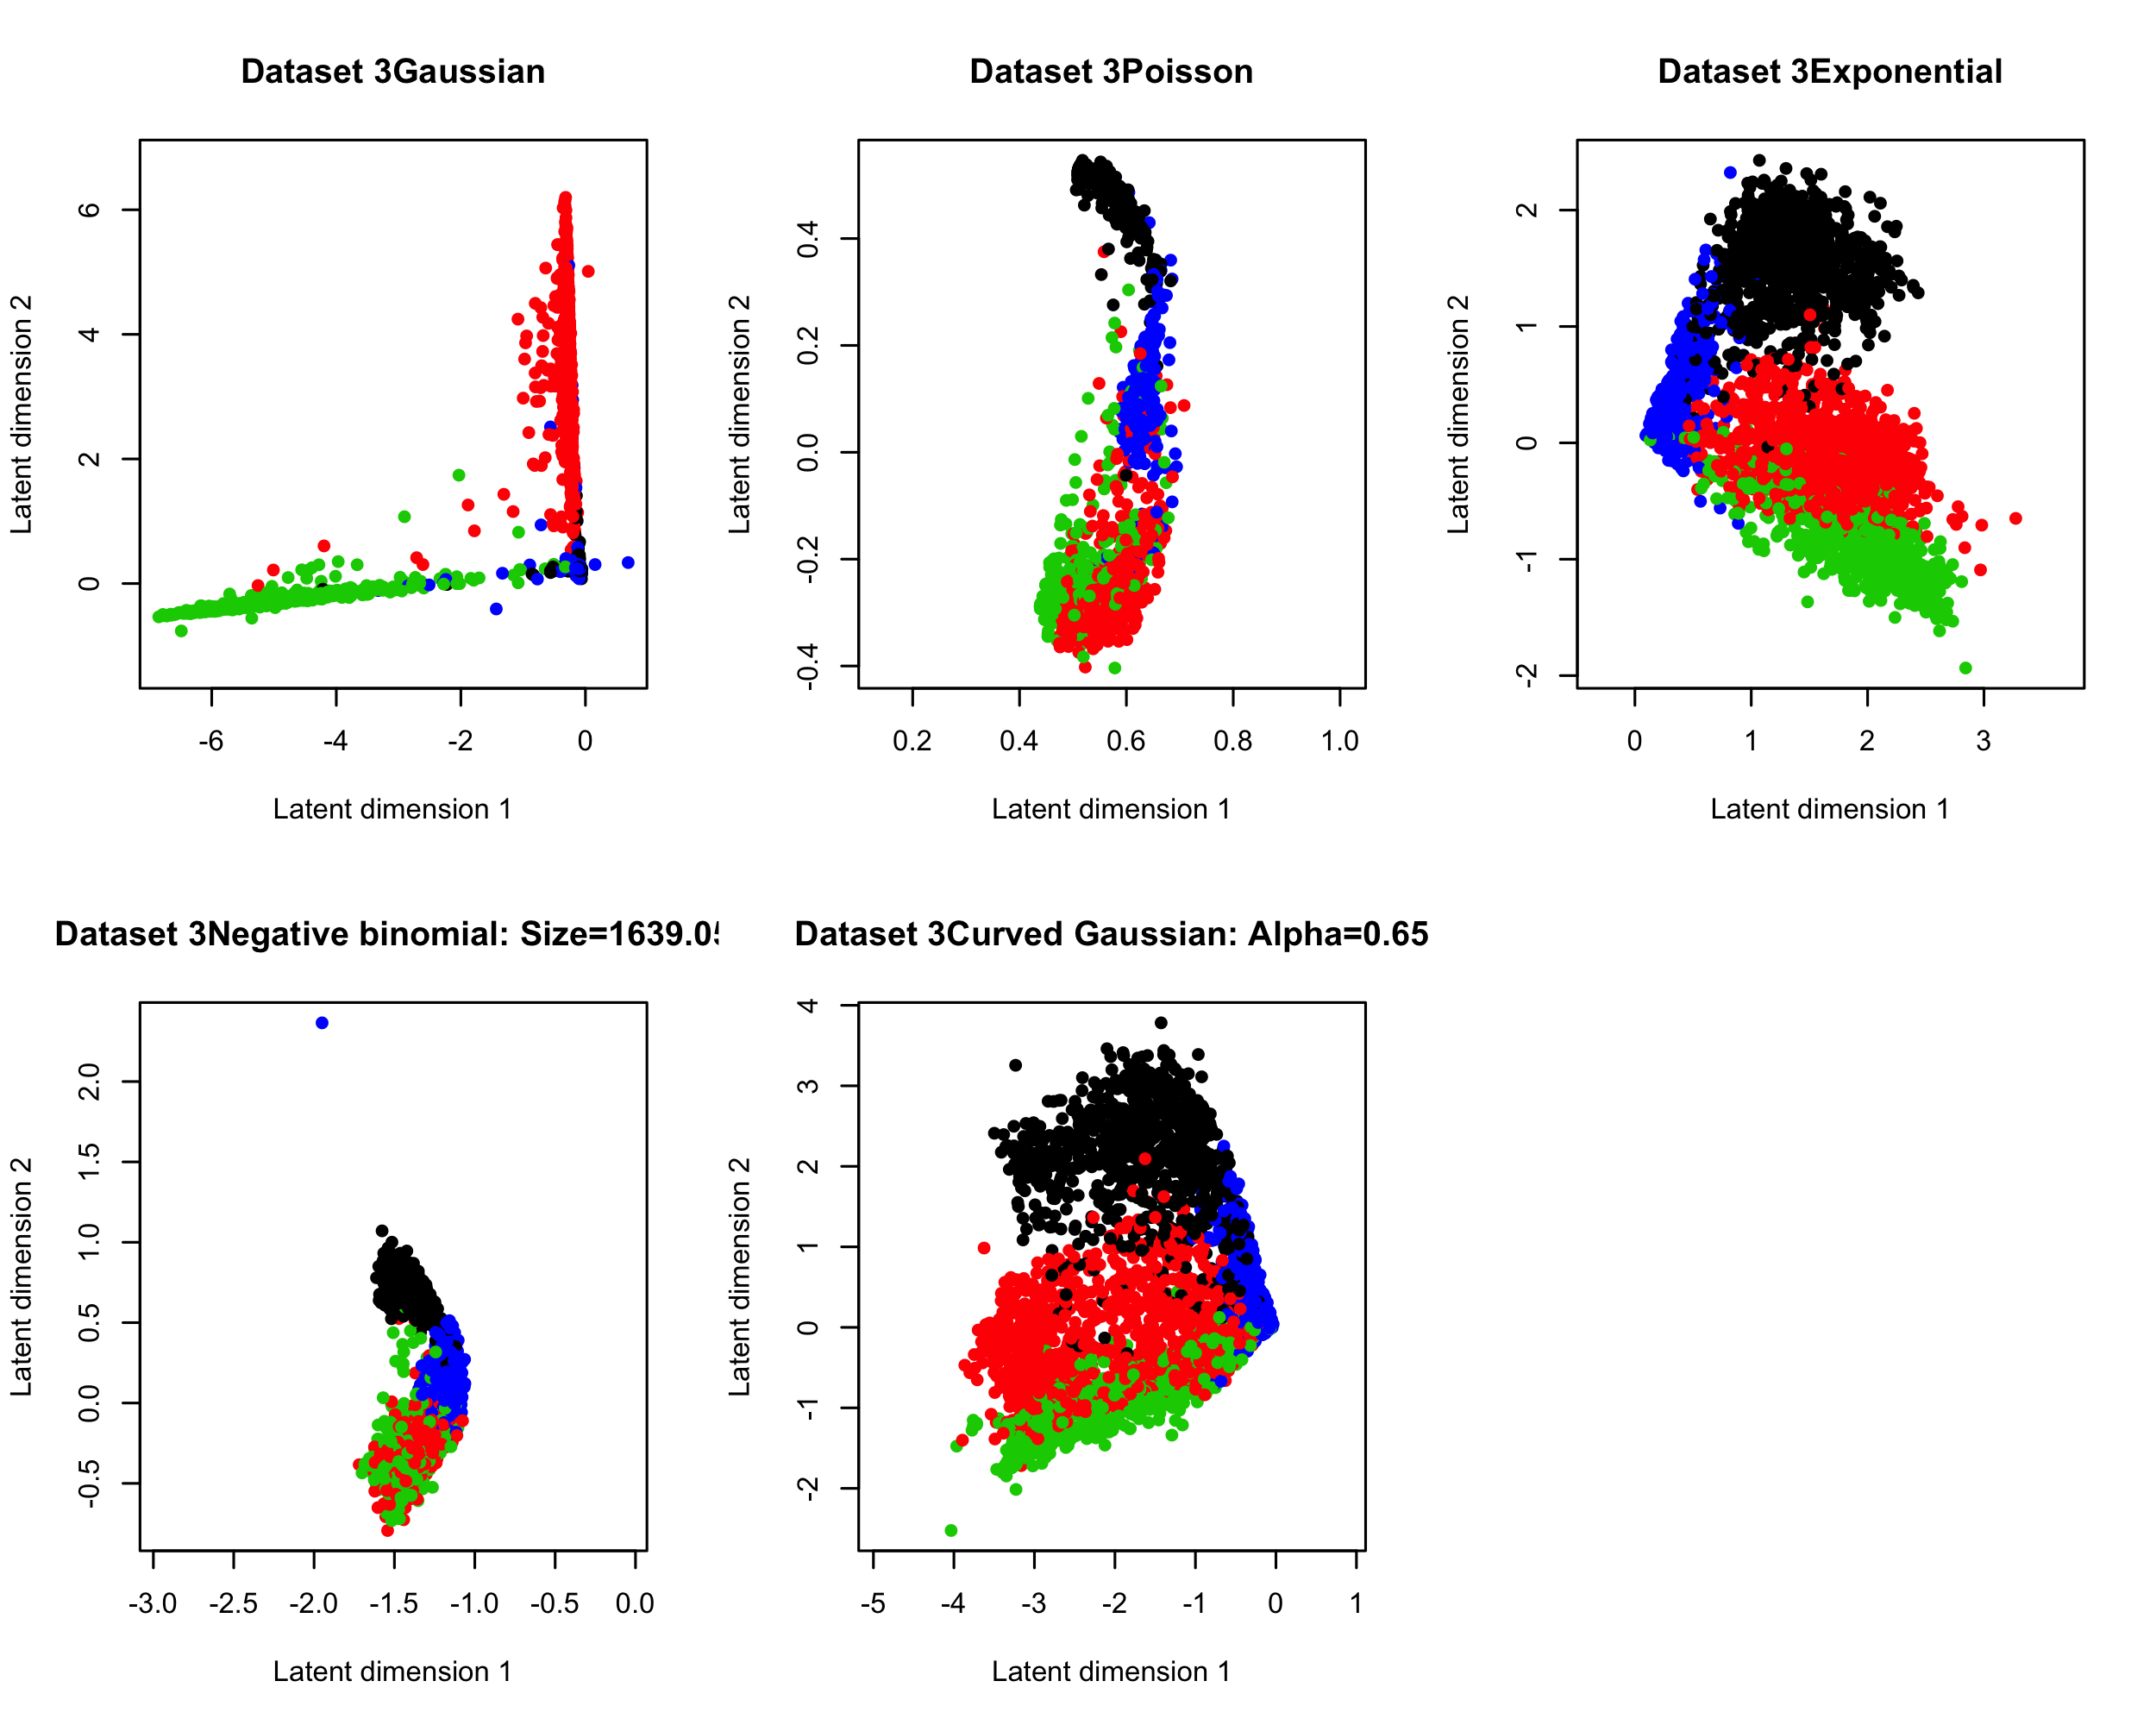 Dataset 3Gaussian
Latent dimension 2
6
4
2
0
-6 -4 -2 0
Latent dimension 1
Dataset 3Poisson
Latent dimension 2
0.4
0.2
0.0
-0.2
-0.4
0.2 0.4 0.6 0.8 1.0
Latent dimension 1
Dataset 3Exponential
Latent dimension 2
2
1
0
-1
-2
0 1 2 3
Latent dimension 1
Dataset 3Negative binomial: Size=1639.0
Latent dimension 2
2.0
1.5
1.0
0.5
0.0
-0.5
-3.0 -2.5 -2.0 -1.5 -1.0 -0.5 0.0
Latent dimension 1
Dataset 3Curved Gaussian: Alpha=0.65
Latent dimension 2
4
3
2
1
0
-1
-2
-5 -4 -3 -2 -1 0 1
Latent dimension 1